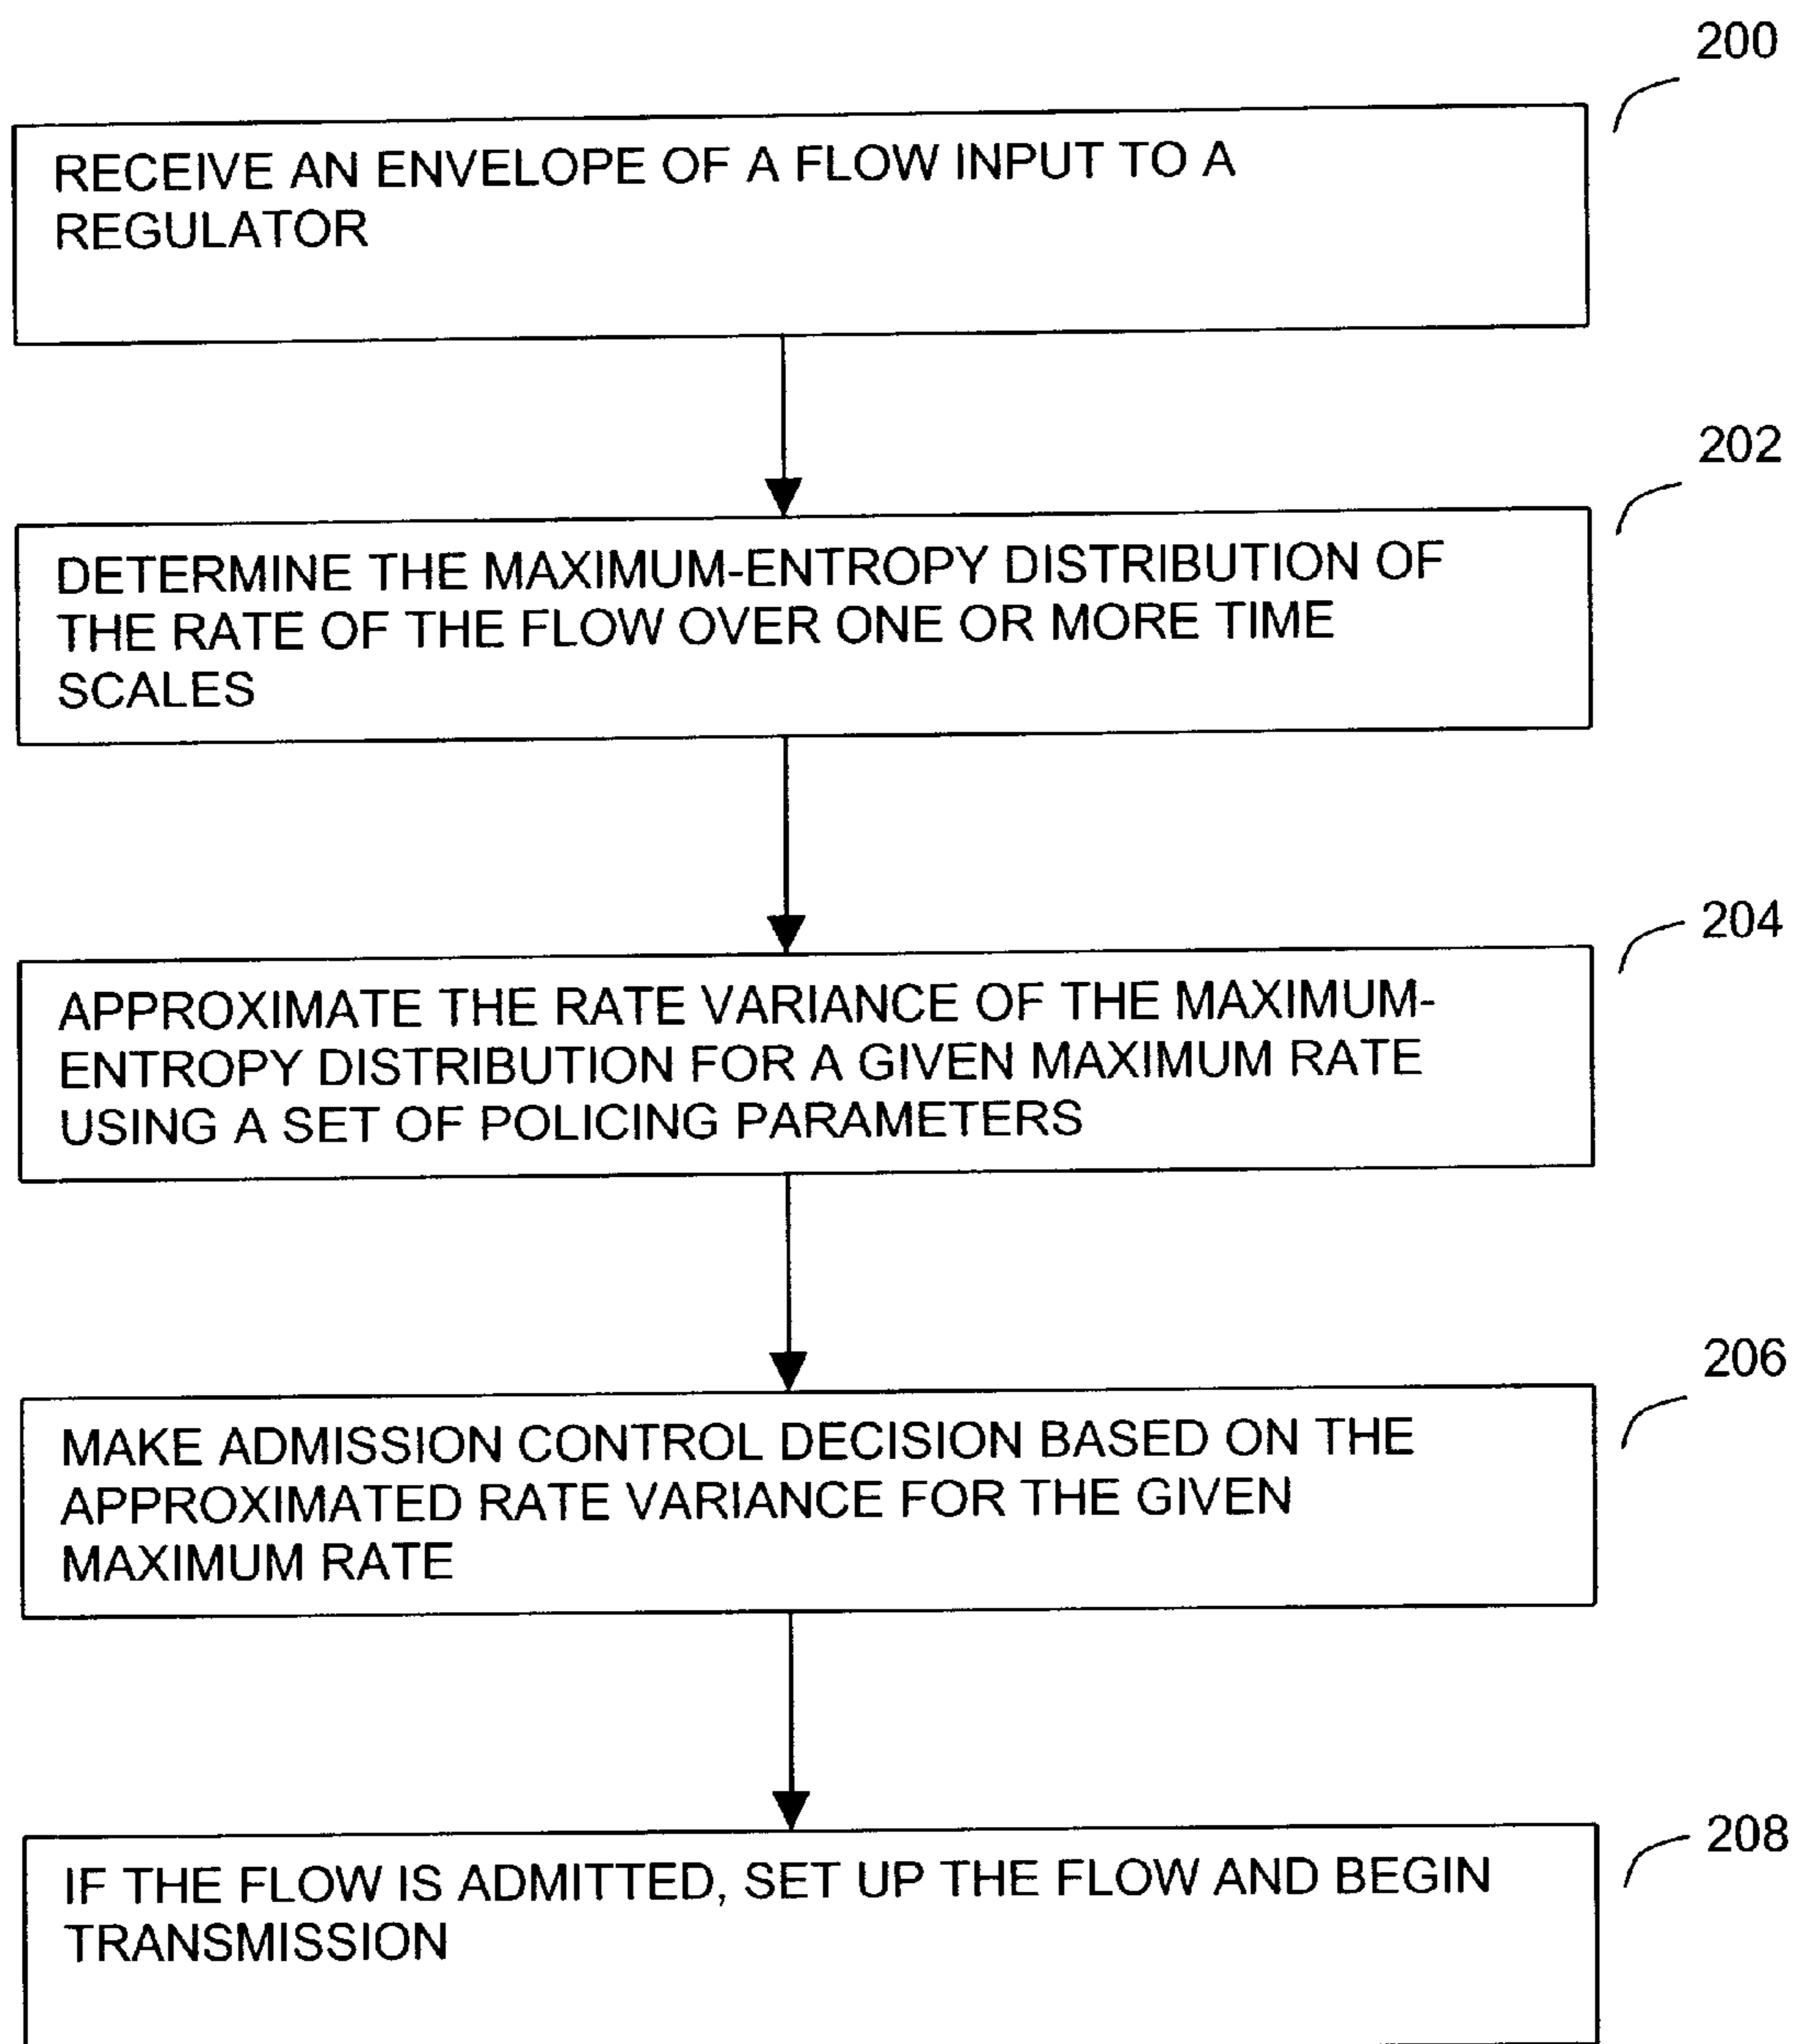 200
RECEIVE AN ENVELOPE OF A FLOW INPUT TO A
REGULATOR
202
DETERMINE THE MAXIMUM-ENTROPY DISTRIBUTION OF
THE RATE OF THE FLOW OVER ONE OR MORE TIME
SCALES
204
APPROXIMATE THE RATE VARIANCE OF THE MAXIMUM-
ENTROPY DISTRIBUTION FOR A GIVEN MAXIMUM RATE
USING A SET OF POLICING PARAMETERS
206
MAKE ADMISSION CONTROL DECISION BASED ON THE
APPROXIMATED RATE VARIANCE FOR THE GIVEN
MAXIMUM RATE
208
IF THE FLOW IS ADMITTED, SET UP THE FLOW AND BEGIN
TRANSMISSION